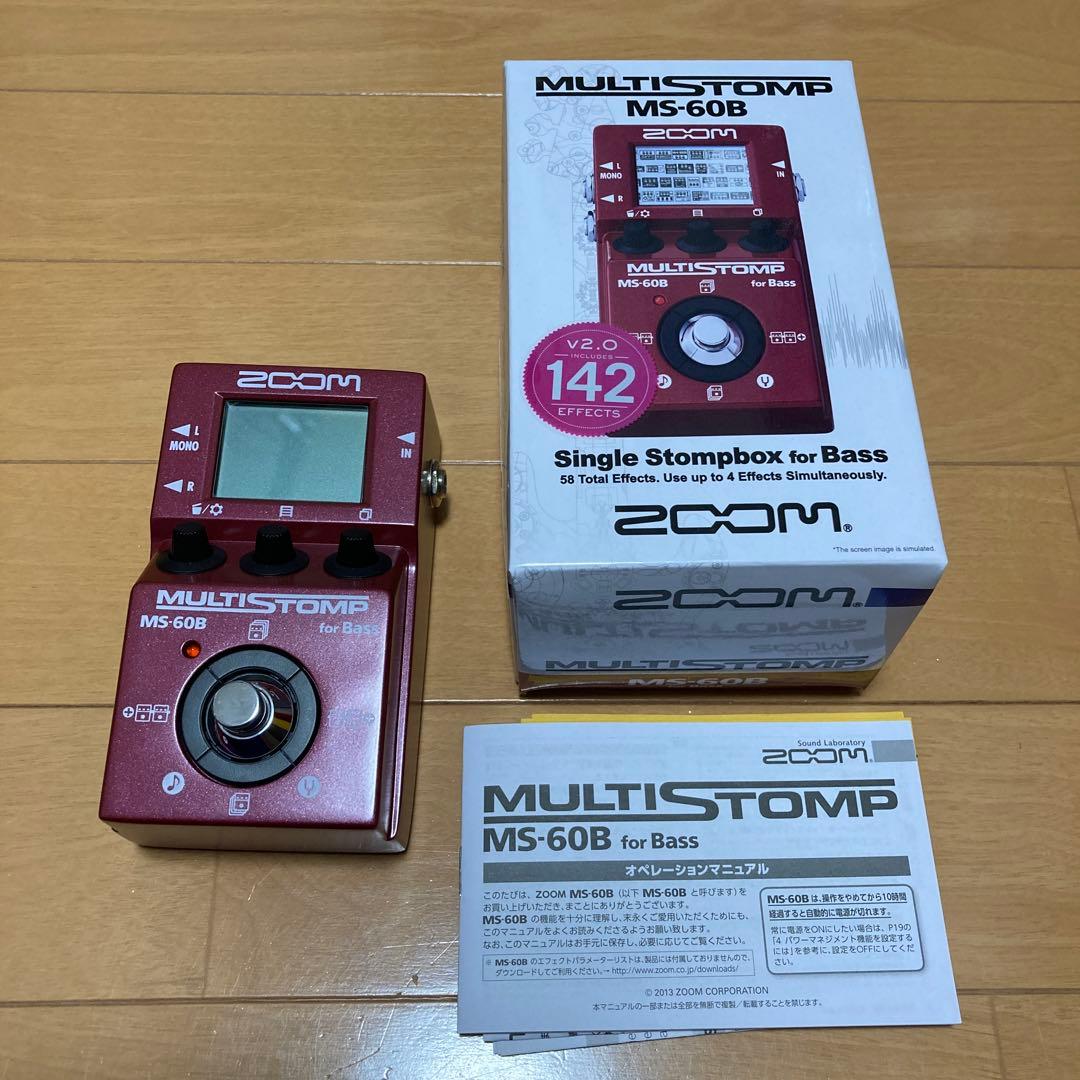 MULTISTOMP
MS-60B
ZOOM
L
MONO
R
IN
MULTISTOMP
MS-60B for Bass
v2.0
INCLUDES
142
EFFECTS
Single Stompbox for Bass
58 Total Effects. Use up to 4 Effects Simultaneously.
ZOOM®
*The screen image is simulated.
ZOOM®
MS-60B
ZOOM
L
MONO
R
IN
MULTISTOMP
MS-60B for Bass
Sound Laboratory
ZOOM®
MULTISTOMP
MS-60B for Bass
オペレーションマニュアル
このたびは、ZOOM MS-60B（以下 MS-60B と呼びます）を
お買い上げいただき、まことにありがとうございます。
MS-60B の機能を十分に理解し、末永くご愛用いただくためにも、
このマニュアルをよくお読みくださるようお願い致します。
なお、このマニュアルはお手元に保存し、必要に応じてご覧ください。
※ MS-60B のエフェクトパラメーターリストは、製品には付属しておりませんので、
ダウンロードしてご利用ください。→ http://www.zoom.co.jp/downloads/
MS-60B は、操作をやめてから10時間
経過すると自動的に電源が切れます。
常に電源をONにしたい場合は、P19の
「4 パワーマネジメント機能を設定する
には」を参考に、設定をOFFにしてくだ
さい。
© 2013 ZOOM CORPORATION
本マニュアルの一部または全部を無断で複製／転載することを禁じます。